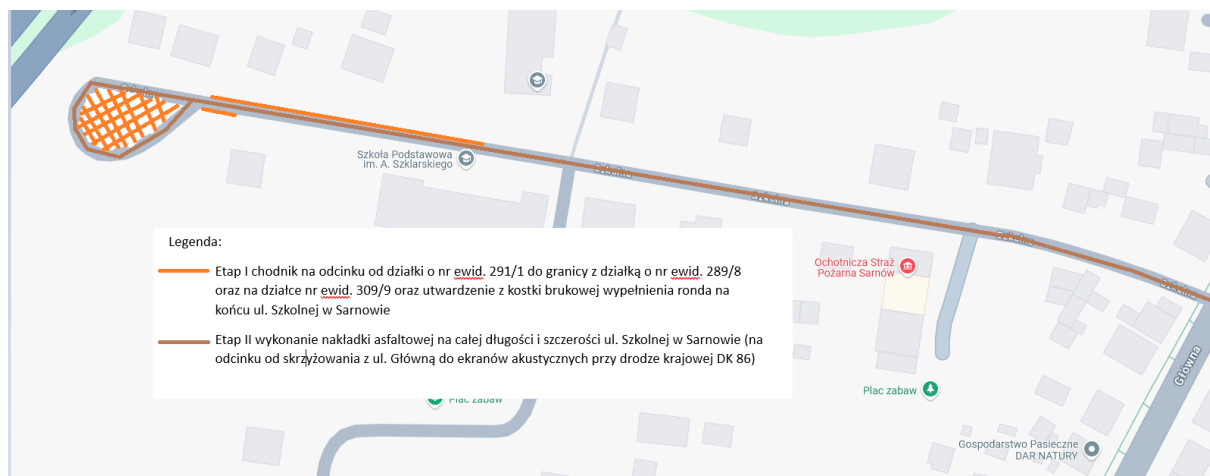 Szkolna
Szkoła Podstawowa
im. A. Szklarskiego
Szkolna
Szkolna
Szkolna
Szkolna
Legenda:
Etap I chodnik na odcinku od działki o nr ewid. 291/1 do granicy z działką o nr ewid. 289/8
oraz na działce nr ewid. 309/9 oraz utwardzenie z kostki brukowej wypełnienia ronda na
końcu ul. Szkolnej w Sarnowie
Etap II wykonanie nakładki asfaltowej na całej długości i szczerości ul. Szkolnej w Sarnowie (na
odcinku od skrzyżowania z ul. Główną do ekranów akustycznych przy drodze krajowej DK 86)
Ochotnicza Straż
Pożarna Sarnów
Plac zabaw
Plac zabaw
Główna
Gospodarstwo Pasieczne
DAR NATURY